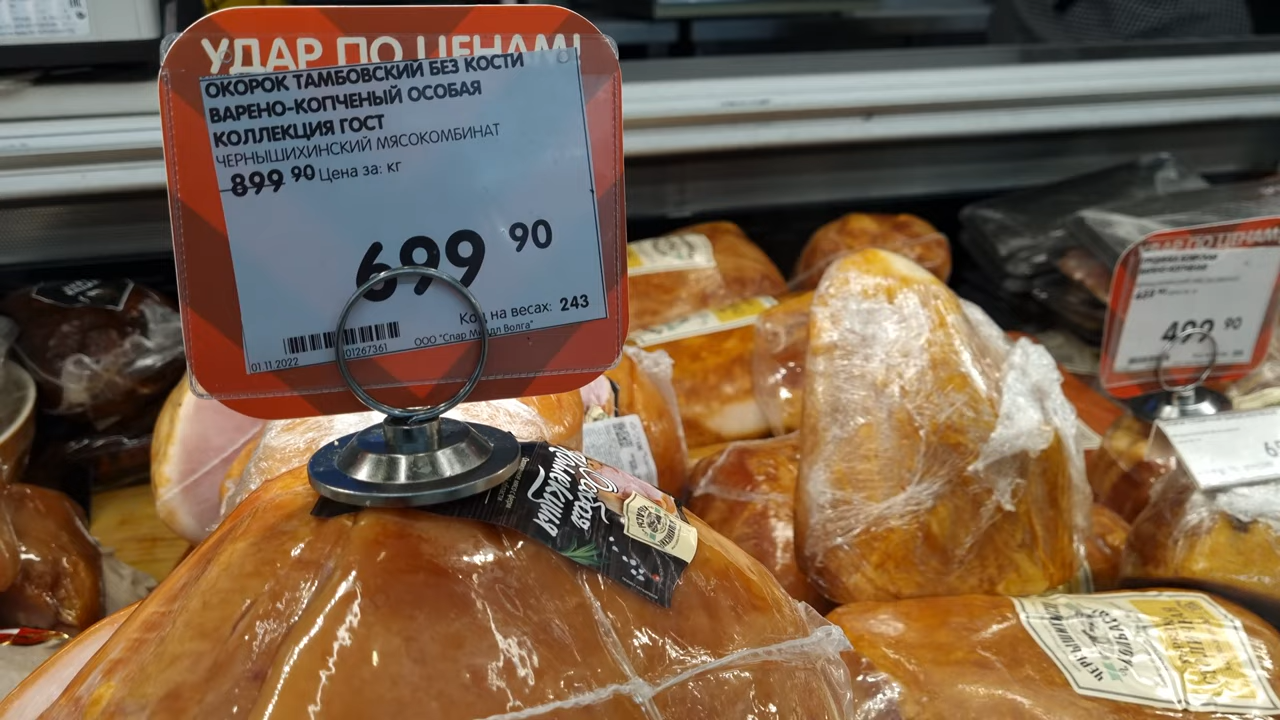 УДАР ПО ЦЕНАМ!
ОКОРОК ТАМБОВСКИЙ БЕЗ КОСТИ
ВАРЕНО-КОПЧЕНЫЙ ОСОБАЯ
КОЛЛЕКЦИЯ ГОСТ
ЧЕРНЫШИХИНСКИЙ МЯСОКОМБИНАТ
899 90 Цена за: кг
699 90
Код на весах: 243
01267361
ООО "Спар Миддл Волга"
01.11.2022
Особая
Коллекция
УДАР ПО ЦЕНАМ!
499 90